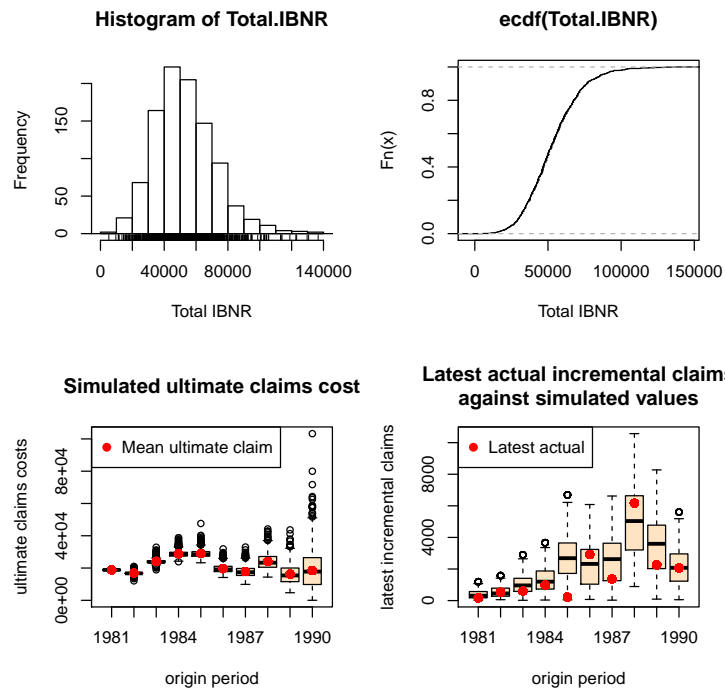 Histogram of Total.IBNR
Frequency
0
50
150
0 40000 80000 140000
Total IBNR
ecdf(Total.IBNR)
Fn(x)
0.0
0.4
0.8
0 50000 100000 150000
Total IBNR
Simulated ultimate claims cost
Mean ultimate claim
ultimate claims costs
0e+00
4e+04
8e+04
1981 1984 1987 1990
origin period
Latest actual incremental claims
against simulated values
Latest actual
latest incremental claims
0
4000
8000
1981 1984 1987 1990
origin period